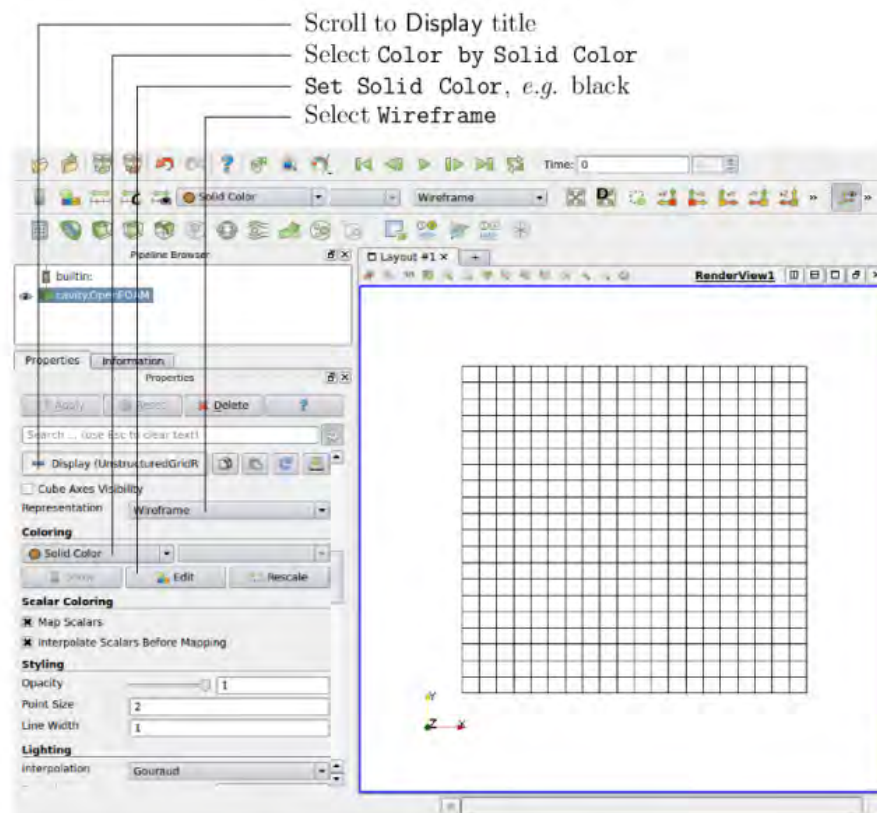 Scroll to Display title
Select Color by Solid Color
Set Solid Color, e.g. black
Select Wireframe
Time: 0
Solid Color
Wireframe
Pipeline Browser
Layout #1
builtin:
RenderView1
cavity.OpenFOAM
Properties Information
Properties
Apply Reset Delete ?
Search ... (use Esc to clear text)
Display (UnstructuredGridR
Cube Axes Visibility
Representation Wireframe
Coloring
Solid Color
Show Edit Rescale
Scalar Coloring
Map Scalars
Interpolate Scalars Before Mapping
Styling
Opacity 1
Point Size 2
Line Width 1
Lighting
Interpolation Gouraud
Y
Z X